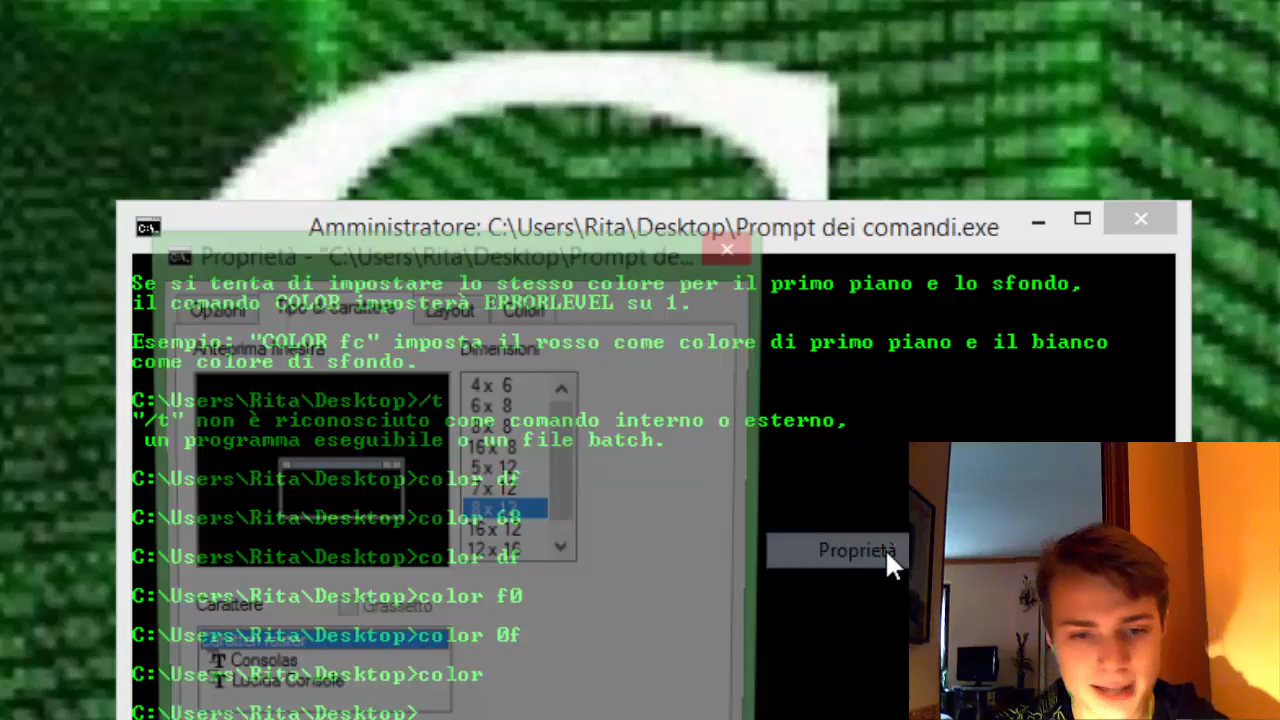 Amministratore: C:\Users\Rita\Desktop\Prompt dei comandi.exe
Proprietà - "C:\Users\Rita\Desktop\Prompt de...
Se si tenta di impostare lo stesso colore per il primo piano e lo sfondo,
il comando COLOR imposterà ERRORLEVEL su 1.
Opzioni
Tipo di carattere
Layout
Colori
Esempio: "COLOR fc" imposta il rosso come colore di primo piano e il bianco
come colore di sfondo.
Anteprima finestra
Dimensioni
4 x 6
6 x 8
8 x 8
16 x 8
5 x 12
7 x 12
8 x 12
16 x 12
12 x 16
C:\Users\Rita\Desktop>/t
"/t" non è riconosciuto come comando interno o esterno,
un programma eseguibile o un file batch.
C:\Users\Rita\Desktop>color df
C:\Users\Rita\Desktop>color 68
C:\Users\Rita\Desktop>color df
Proprietà
C:\Users\Rita\Desktop>color f0
Carattere
Grassetto
C:\Users\Rita\Desktop>color 0f
Consolas
Lucida Console
C:\Users\Rita\Desktop>color
C:\Users\Rita\Desktop>